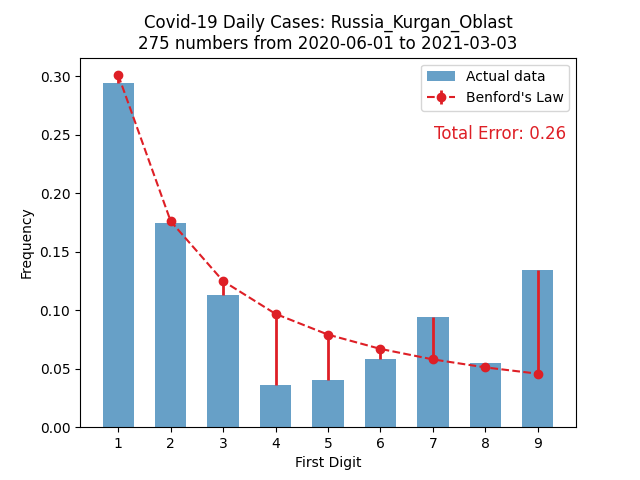 Covid-19 Daily Cases: Russia_Kurgan_Oblast
275 numbers from 2020-06-01 to 2021-03-03
Actual data
Benford's Law
Total Error: 0.26
Frequency
0.30
0.25
0.20
0.15
0.10
0.05
0.00
1 2 3 4 5 6 7 8 9
First Digit